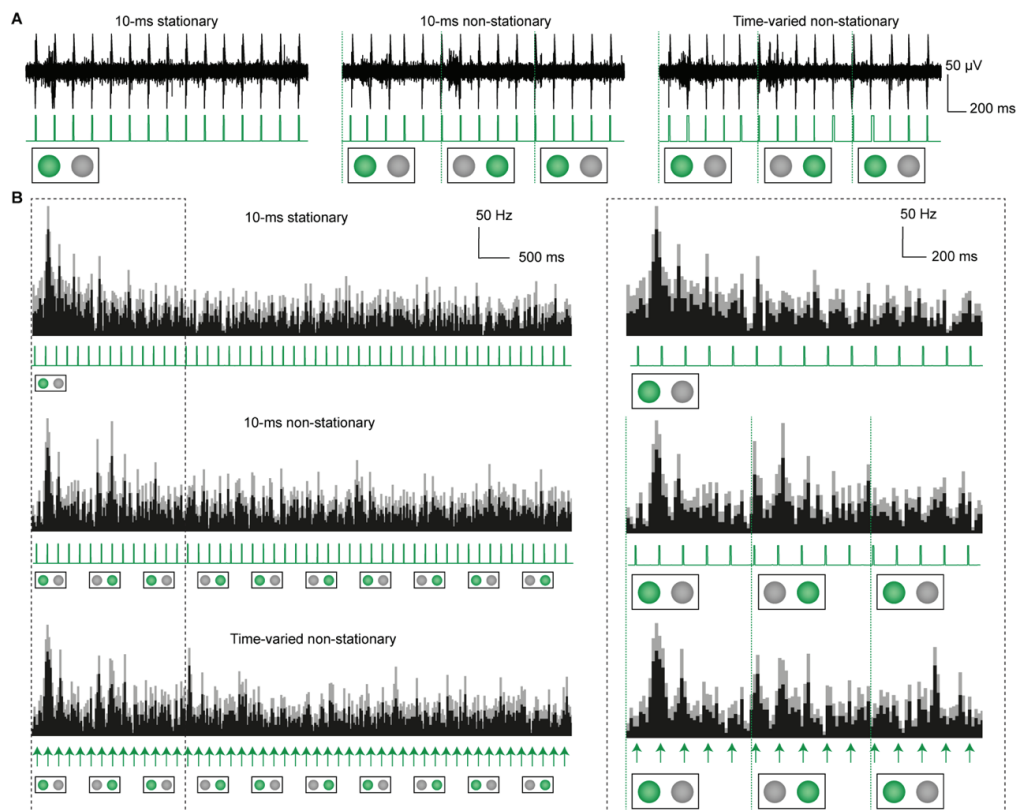 A
10-ms stationary
10-ms non-stationary
Time-varied non-stationary
50 µV
200 ms
B
10-ms stationary
50 Hz
500 ms
50 Hz
200 ms
10-ms non-stationary
Time-varied non-stationary